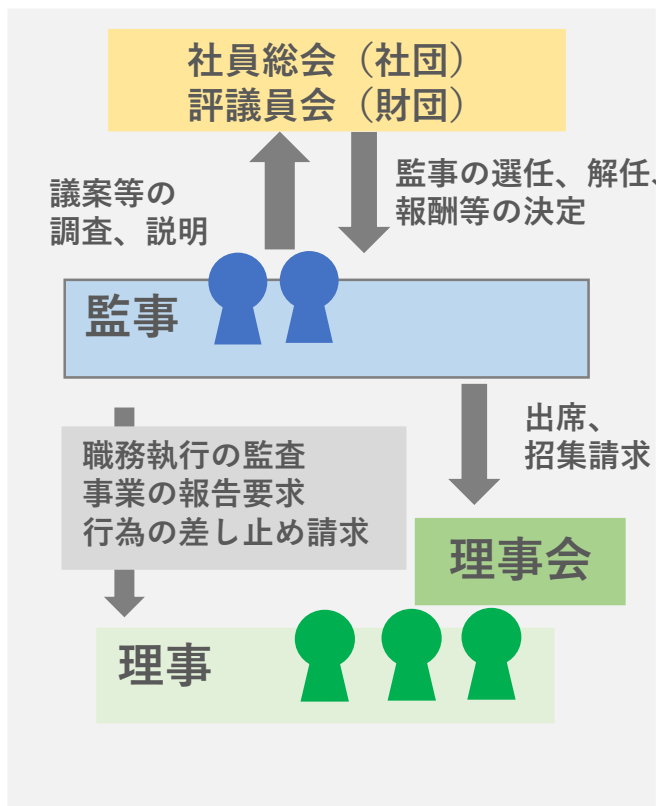 社員総会（社団）
評議員会（財団）
議案等の
調査、説明
監事の選任、解任、
報酬等の決定
監事
出席、
招集請求
職務執行の監査
事業の報告要求
行為の差し止め請求
理事会
理事